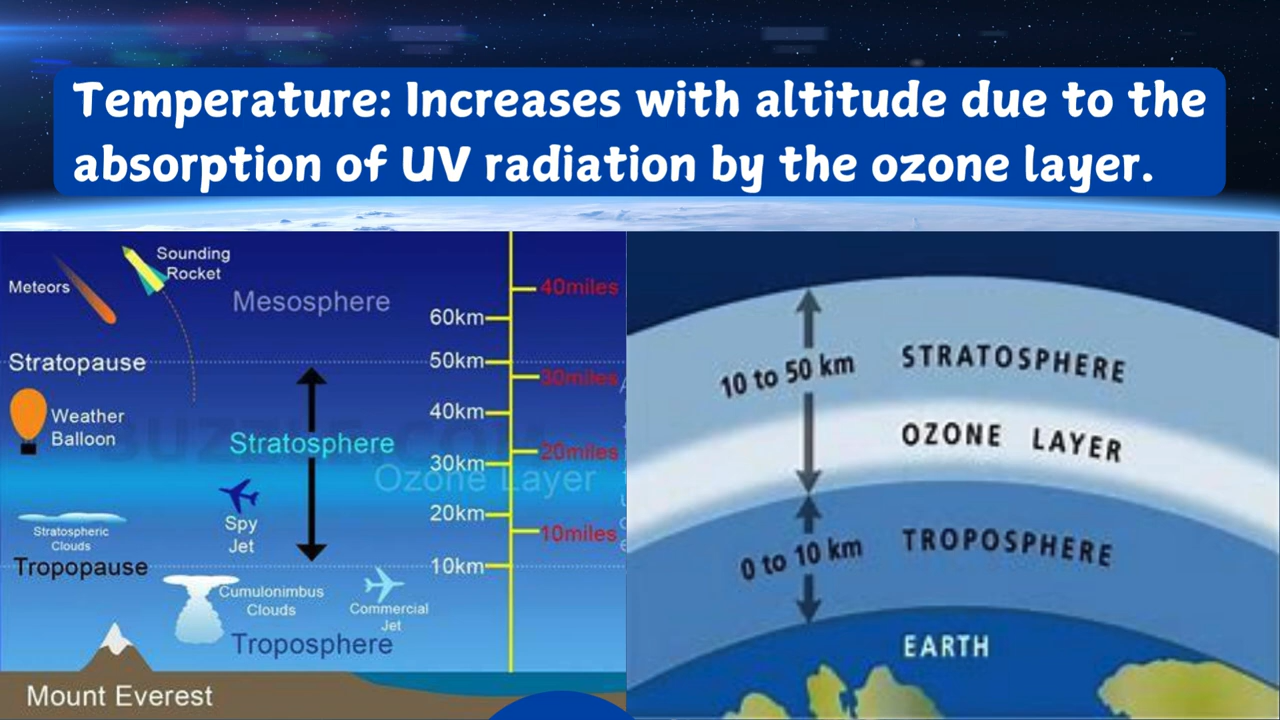 Temperature: Increases with altitude due to the
absorption of UV radiation by the ozone layer.
Sounding
Rocket
Meteors
Mesosphere
40miles
60km
Stratopause
50km
30miles
Weather
Balloon
40km
Stratosphere
20miles
30km
Ozone Layer
Spy
Jet
20km
10miles
Stratospheric
Clouds
Tropopause
10km
Cumulonimbus
Clouds
Commercial
Jet
Troposphere
Mount Everest
10 to 50 km
STRATOSPHERE
OZONE LAYER
0 to 10 km
TROPOSPHERE
EARTH